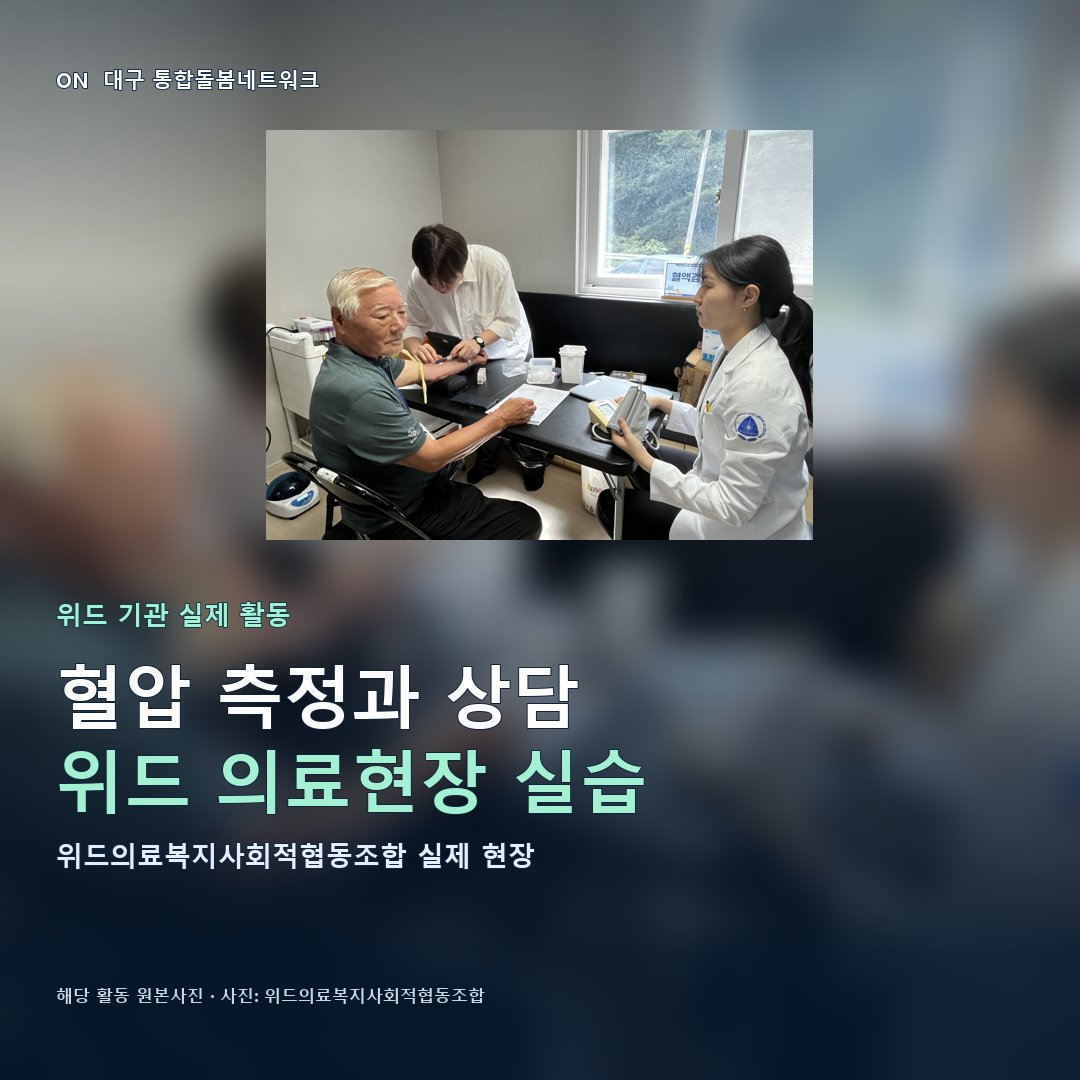 ON 대구 통합돌봄네트워크
혈액검
위드 기관 실제 활동
혈압 측정과 상담
위드 의료현장 실습
위드의료복지사회적협동조합 실제 현장
해당 활동 원본사진 · 사진: 위드의료복지사회적협동조합